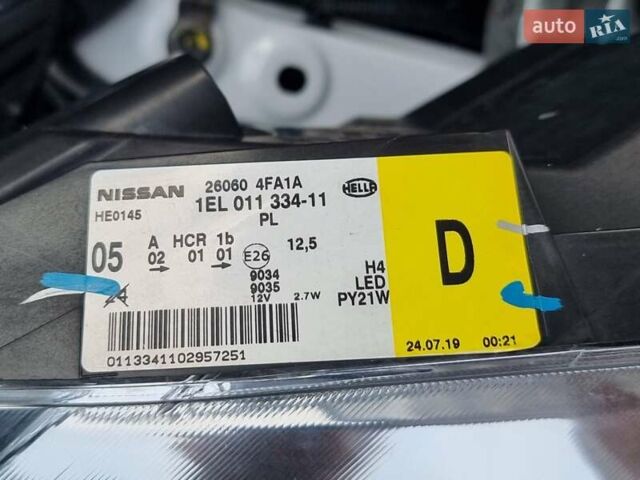 auto RIA.com
NISSAN 26060 4FA1A HELLA
HE0145 1EL 011 334-11
PL
05 A HCR 1b 12,5
02 → 01 → 01 E26
9034 H4
9035 LED
12V 2.7W PY21W
0113341102957251
D
24.07.19 00:21